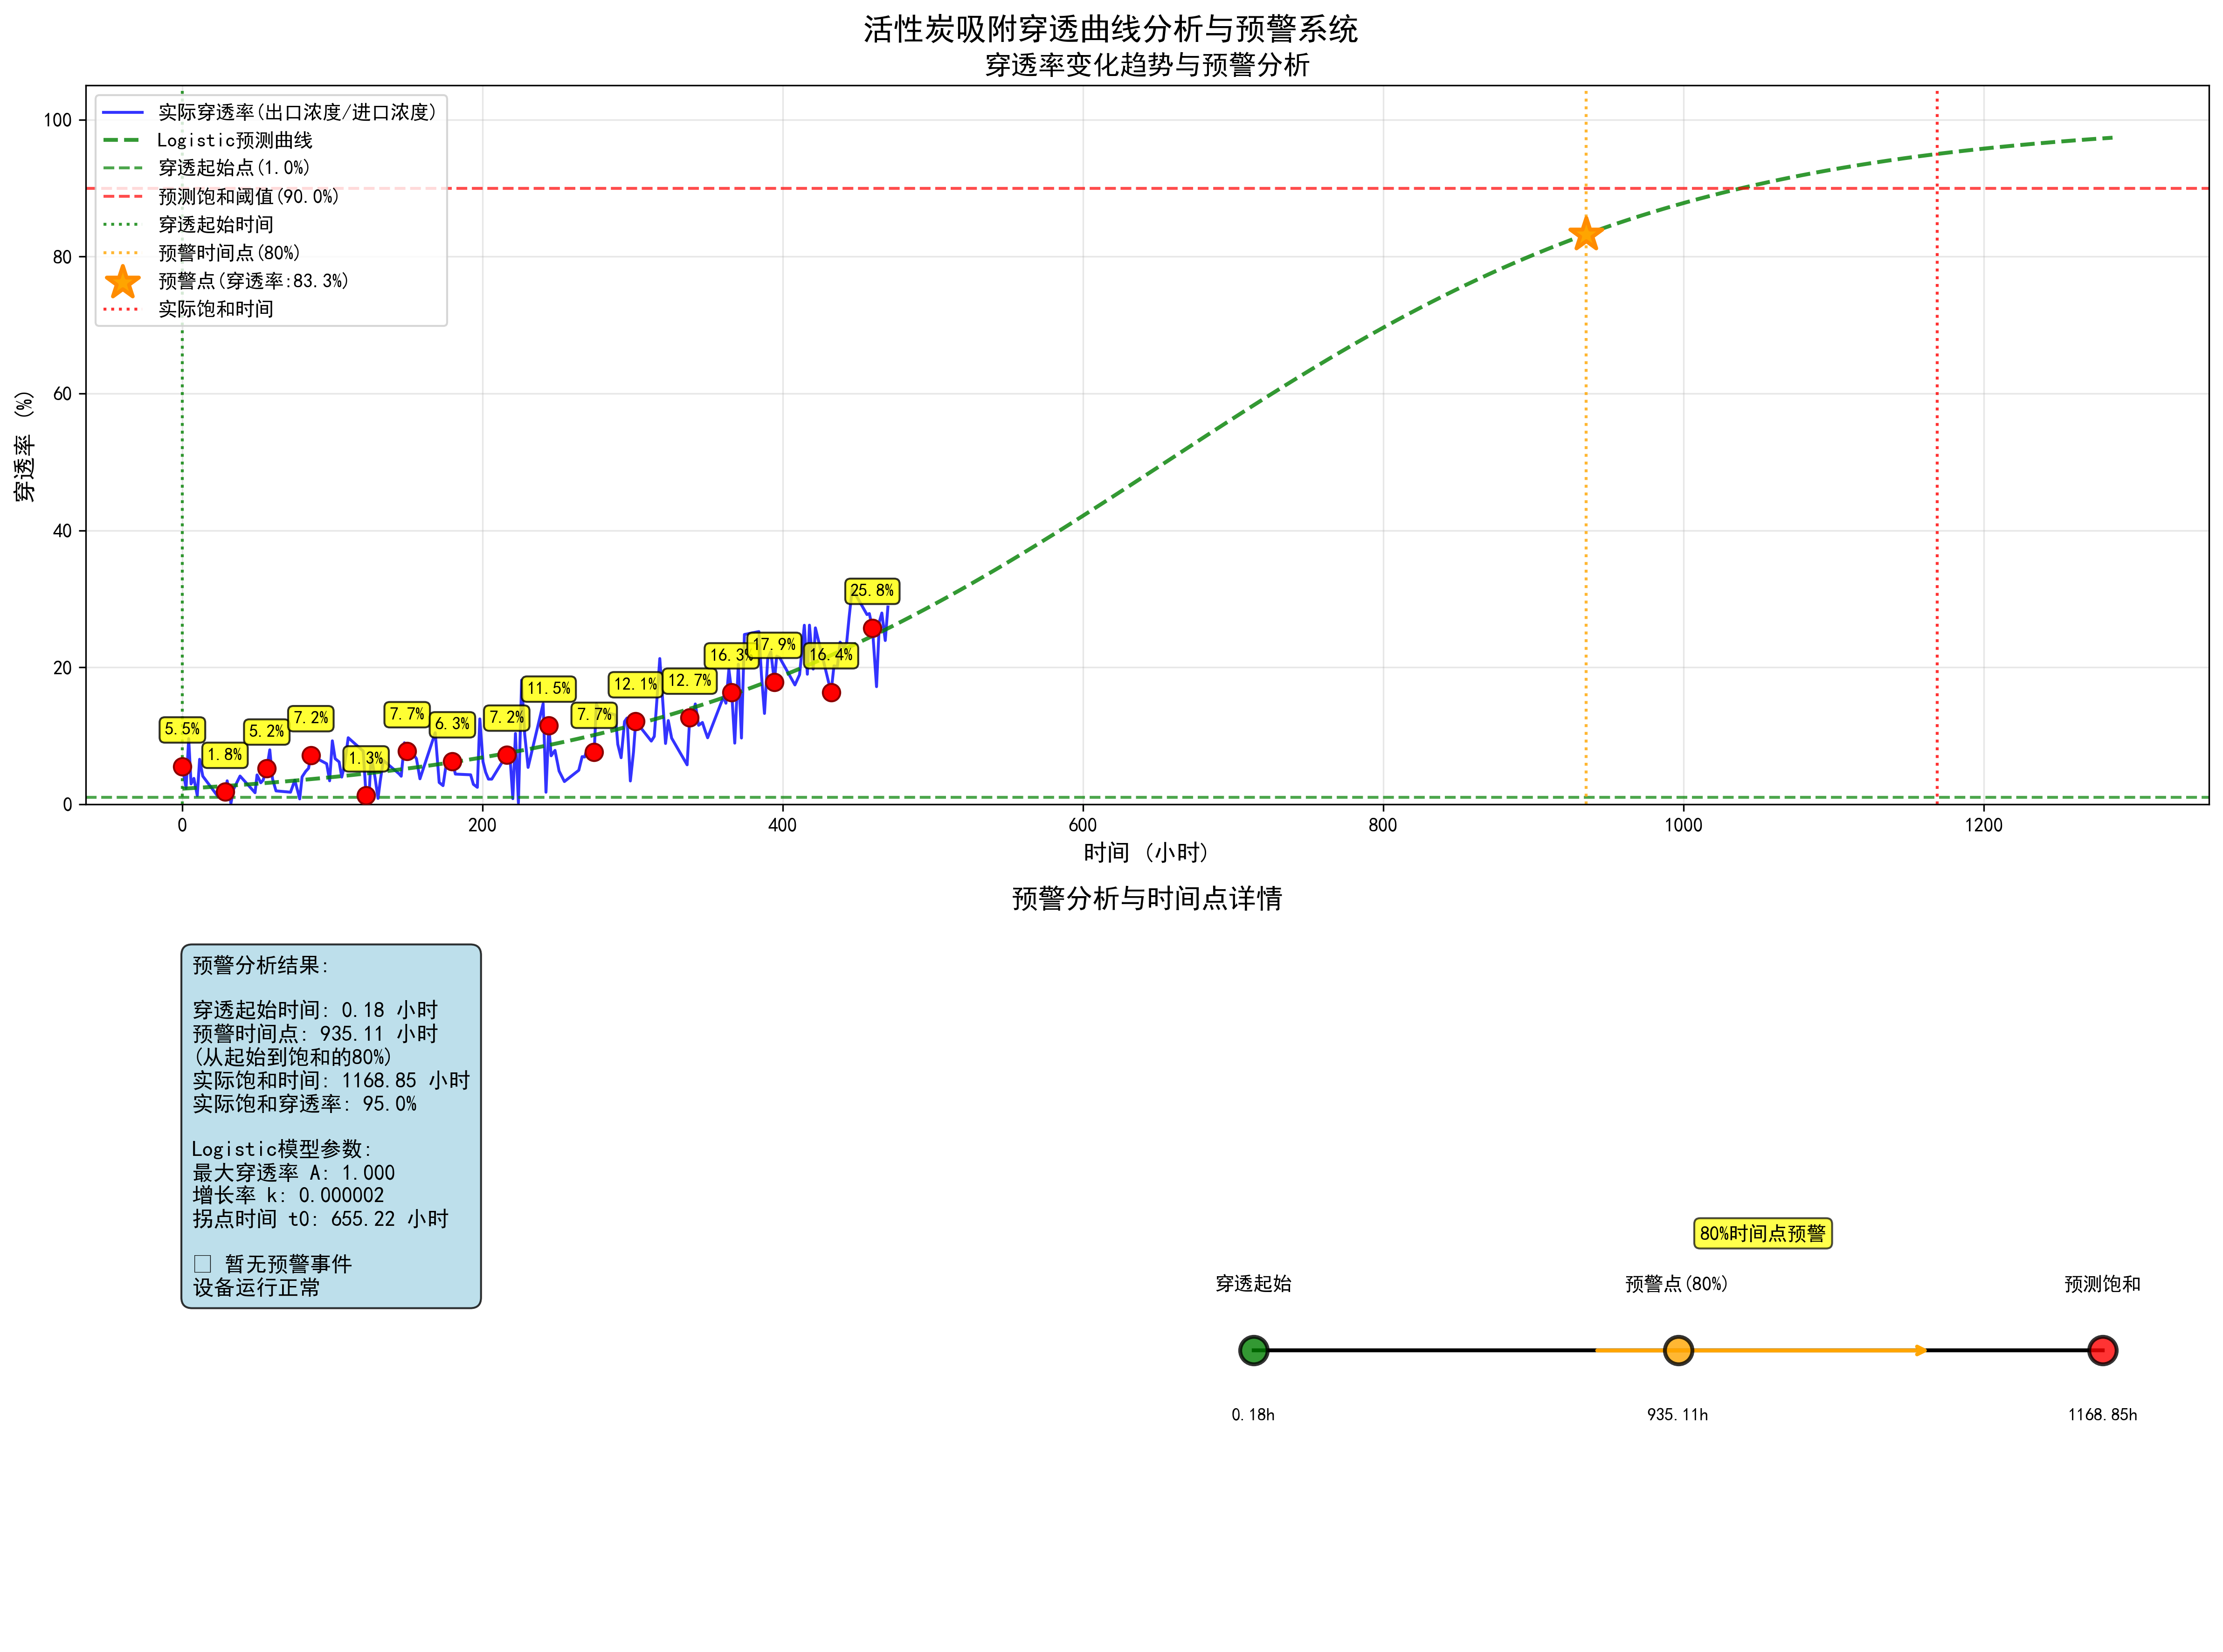 活性炭吸附穿透曲线分析与预警系统
穿透率变化趋势与预警分析
实际穿透率(出口浓度/进口浓度)
Logistic预测曲线
穿透起始点(1.0%)
预测饱和阈值(90.0%)
穿透起始时间
预警时间点(80%)
预警点(穿透率:83.3%)
实际饱和时间
穿透率 (%)
100
80
60
40
20
0
5.5%
1.8%
5.2%
7.2%
1.3%
7.7%
6.3%
7.2%
11.5%
7.7%
12.1%
12.7%
16.3%
17.9%
16.4%
25.8%
0
200
400
600
800
1000
1200
时间 (小时)
预警分析与时间点详情
预警分析结果:
穿透起始时间: 0.18 小时
预警时间点: 935.11 小时
(从起始到饱和的80%)
实际饱和时间: 1168.85 小时
实际饱和穿透率: 95.0%
Logistic模型参数:
最大穿透率 A: 1.000
增长率 k: 0.000002
拐点时间 t0: 655.22 小时
□ 暂无预警事件
设备运行正常
80%时间点预警
穿透起始
预警点(80%)
预测饱和
0.18h
935.11h
1168.85h